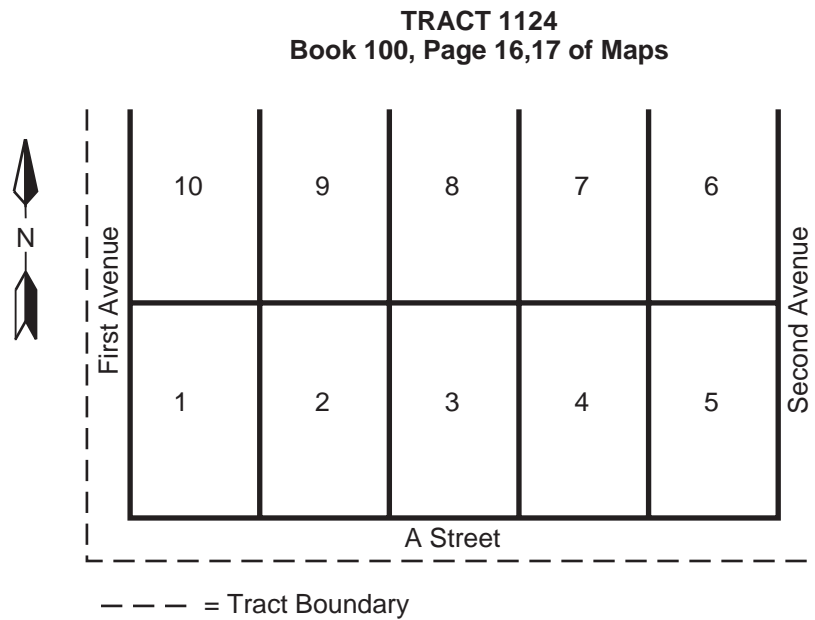 TRACT 1124
Book 100, Page 16,17 of Maps
N
First Avenue
10 9 8 7 6
1 2 3 4 5
Second Avenue
A Street
= Tract Boundary